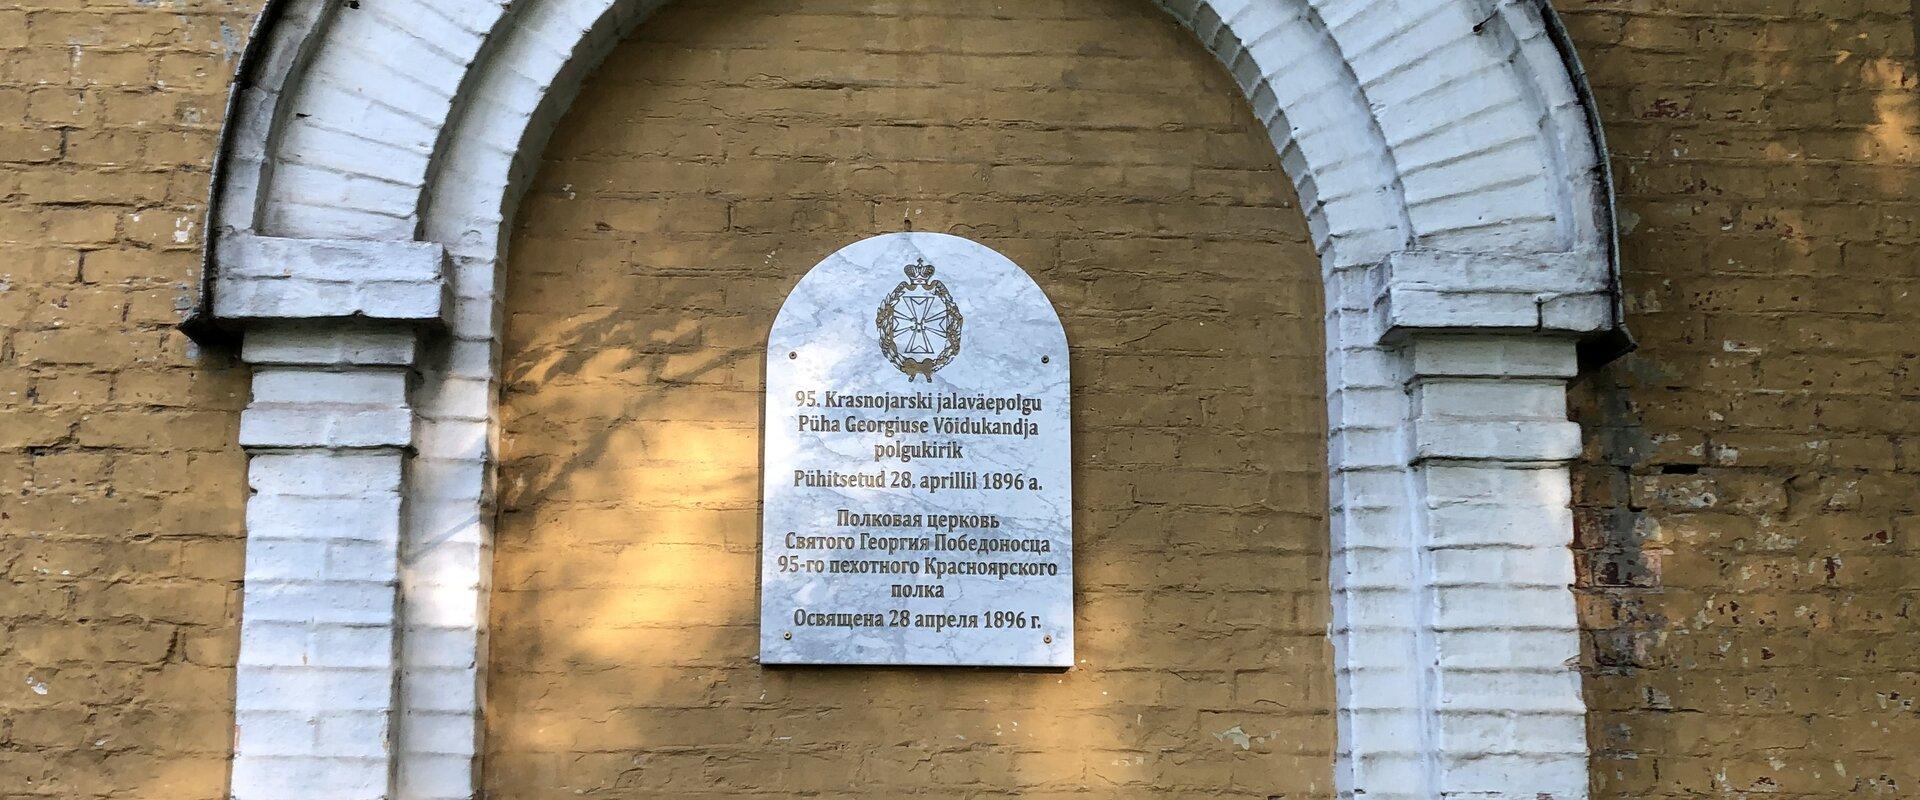 95. Krasnojarski jalaväepolgu
Püha Georgiuse Võidukandja
polgukirik
Pühitsetud 28. aprillil 1896 a.
Полковая церковь
Святого Георгия Победоносца
95-го пехотного Красноярского
полка
Освящена 28 апреля 1896 г.